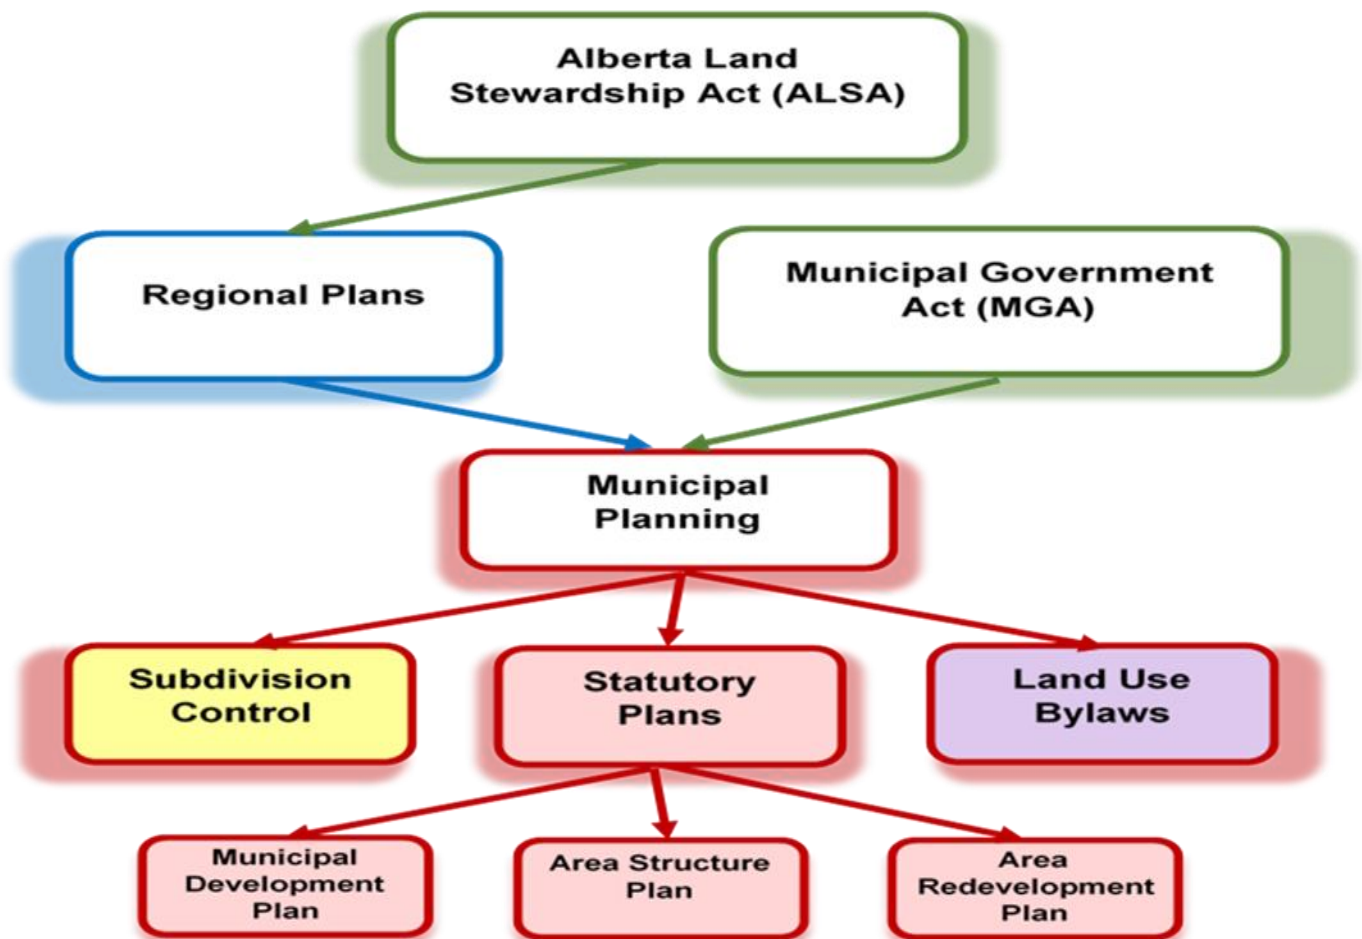 Alberta Land
Stewardship Act (ALSA)
Regional Plans
Municipal Government
Act (MGA)
Municipal
Planning
Subdivision
Control
Statutory
Plans
Land Use
Bylaws
Municipal
Development
Plan
Area Structure
Plan
Area
Redevelopment
Plan